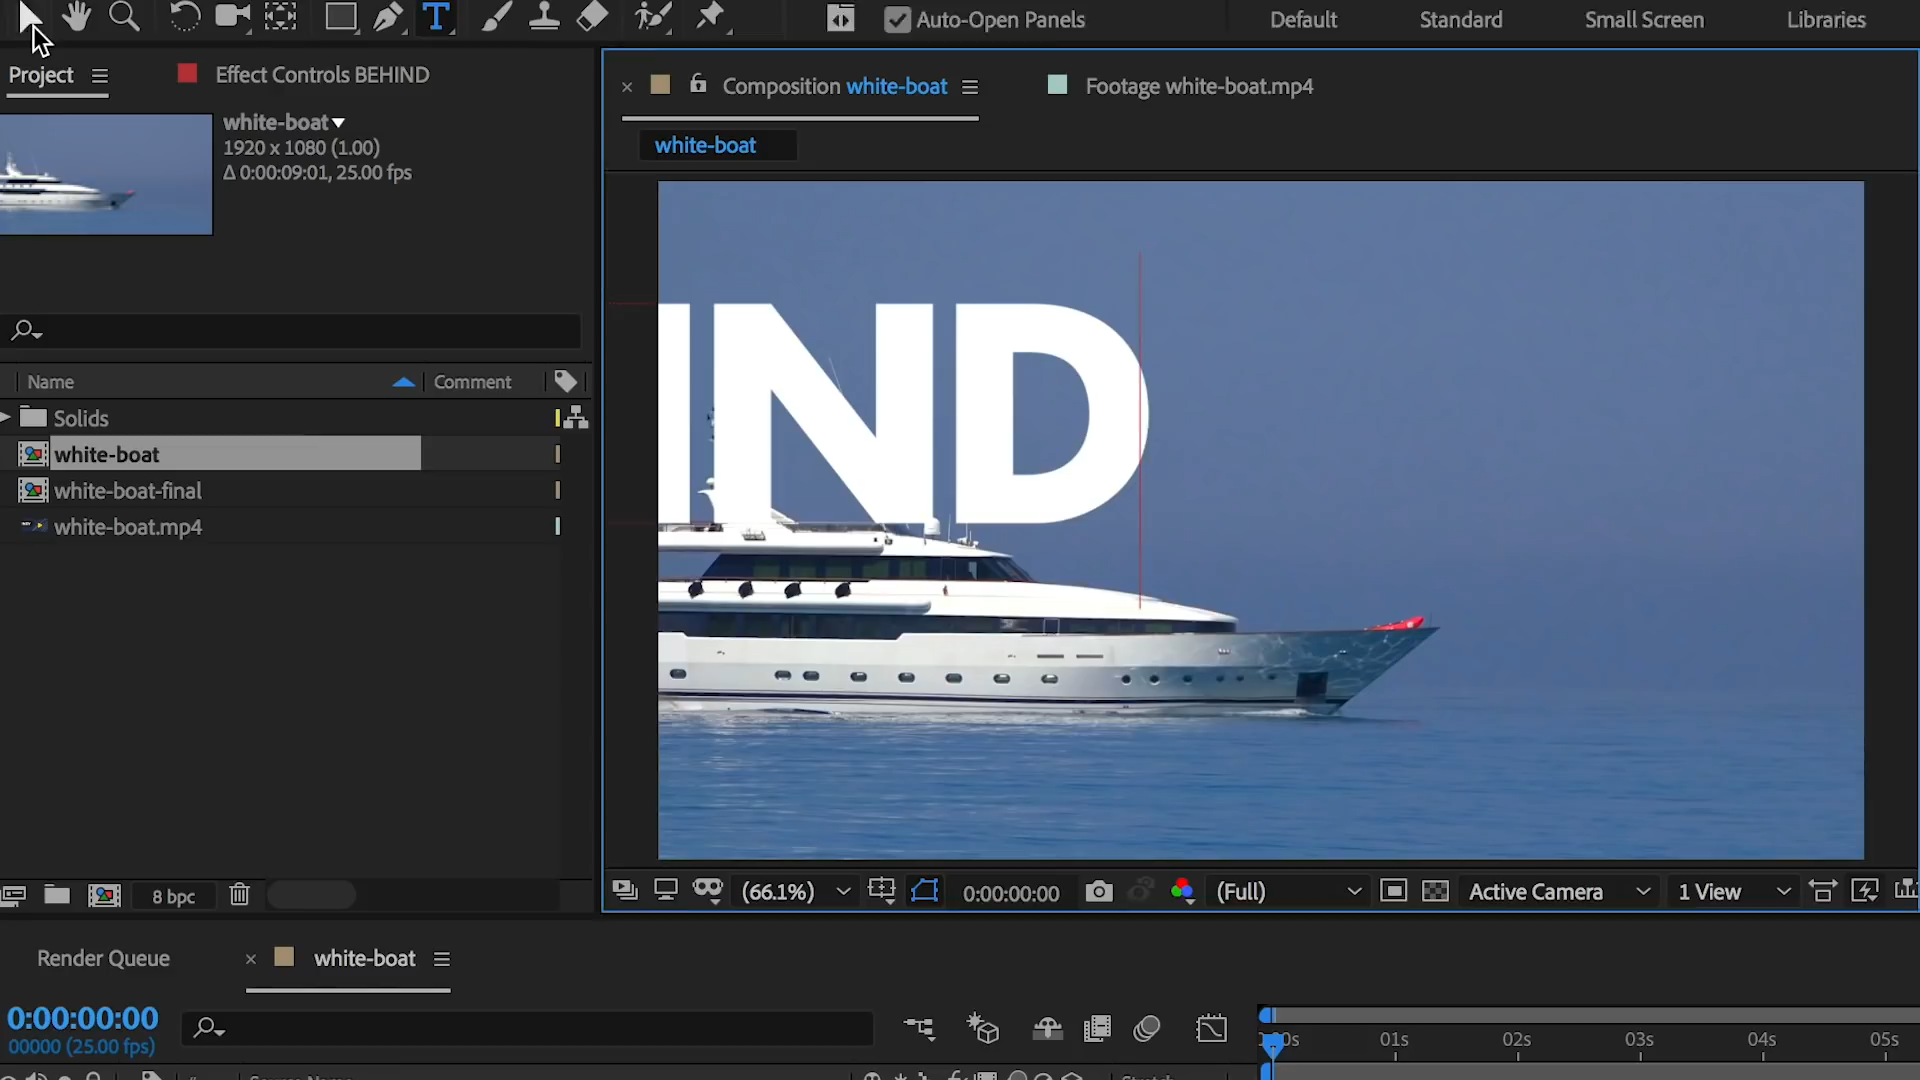 T Auto-Open Panels Default Standard Small Screen Libraries
Project Effect Controls BEHIND
× Composition white-boat Footage white-boat.mp4
white-boat
1920 x 1080 (1.00)
Δ 0:00:09:01, 25.00 fps
white-boat
IND
Name Comment
Solids
white-boat
white-boat-final
white-boat.mp4
8 bpc
(66.1%) 0:00:00:00 (Full) Active Camera 1 View
Render Queue × white-boat
0:00:00:00
00000 (25.00 fps)
01s 02s 03s 04s 05s